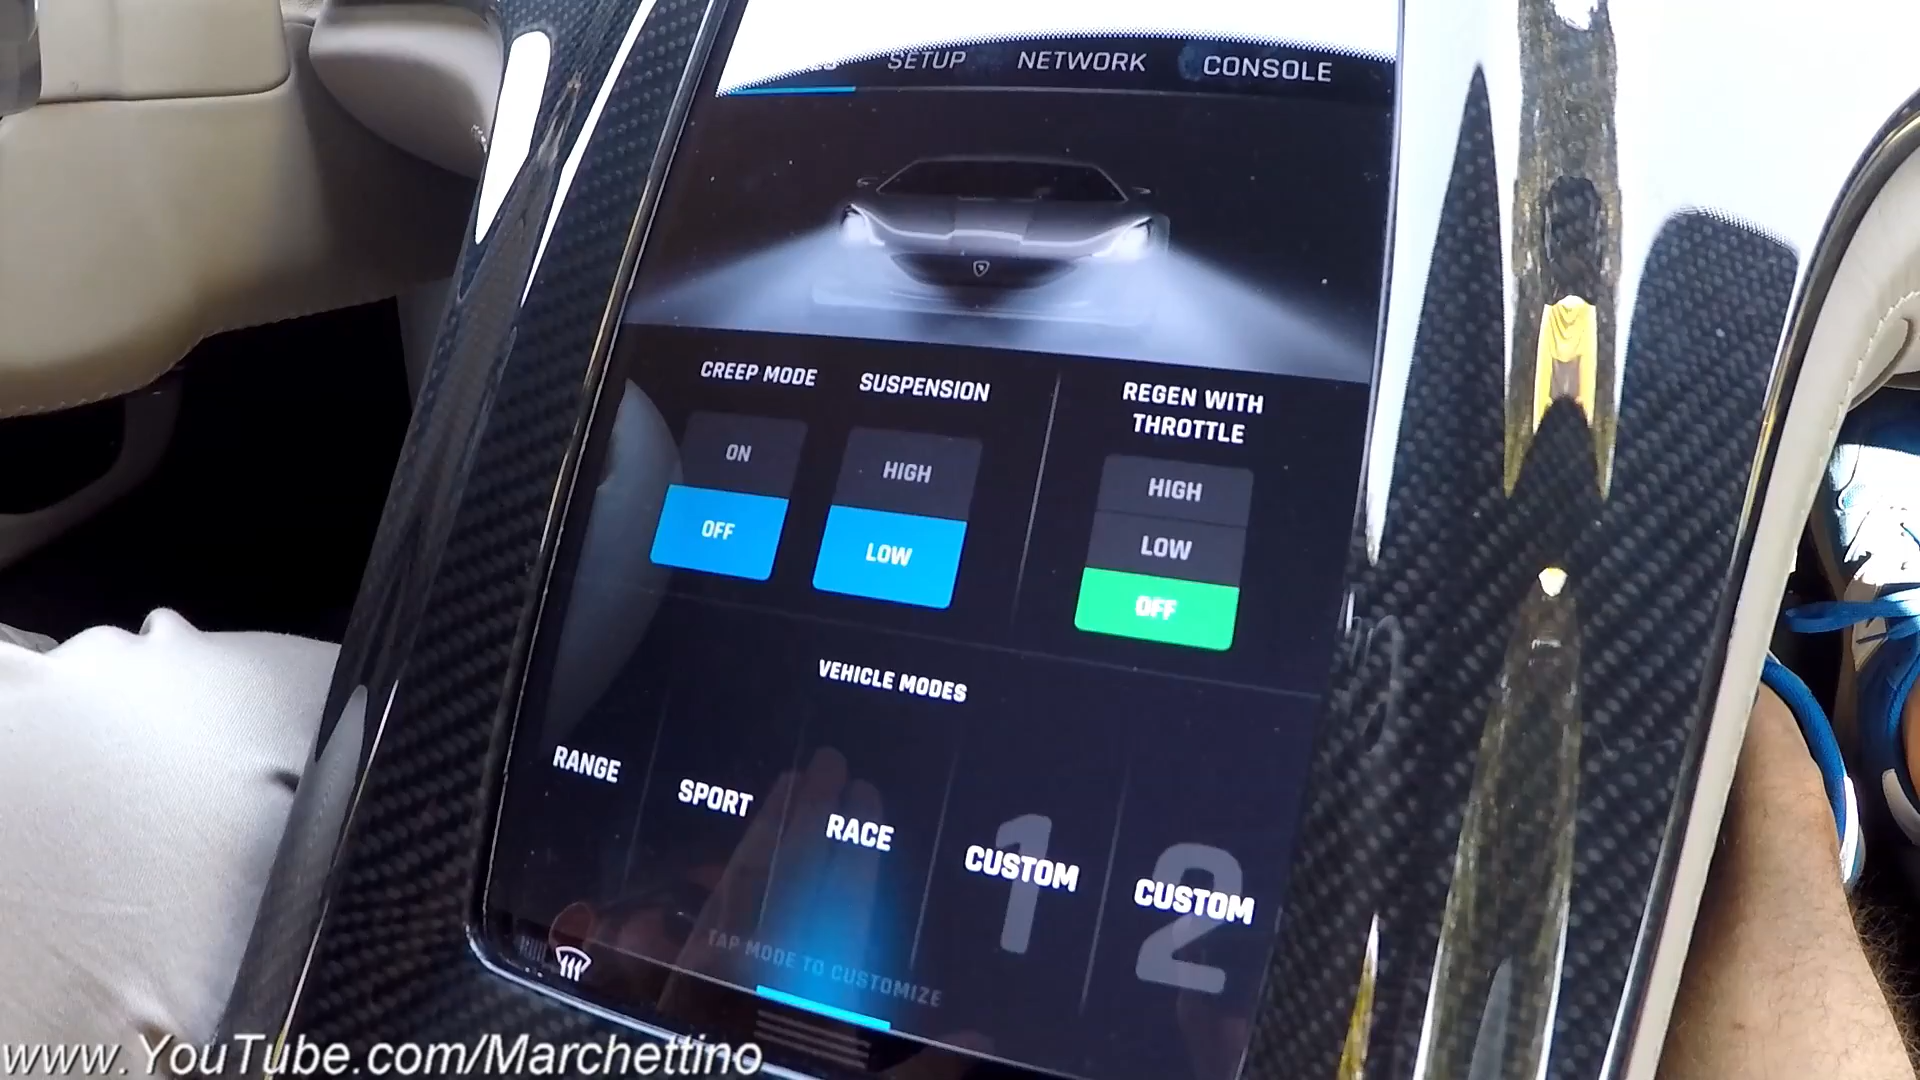 SETUP NETWORK CONSOLE
CREEP MODE
ON
OFF
SUSPENSION
HIGH
LOW
REGEN WITH
THROTTLE
HIGH
LOW
OFF
VEHICLE MODES
RANGE
SPORT
RACE
1
CUSTOM
2
CUSTOM
TAP MODE TO CUSTOMIZE
www.YouTube.com/Marchettino